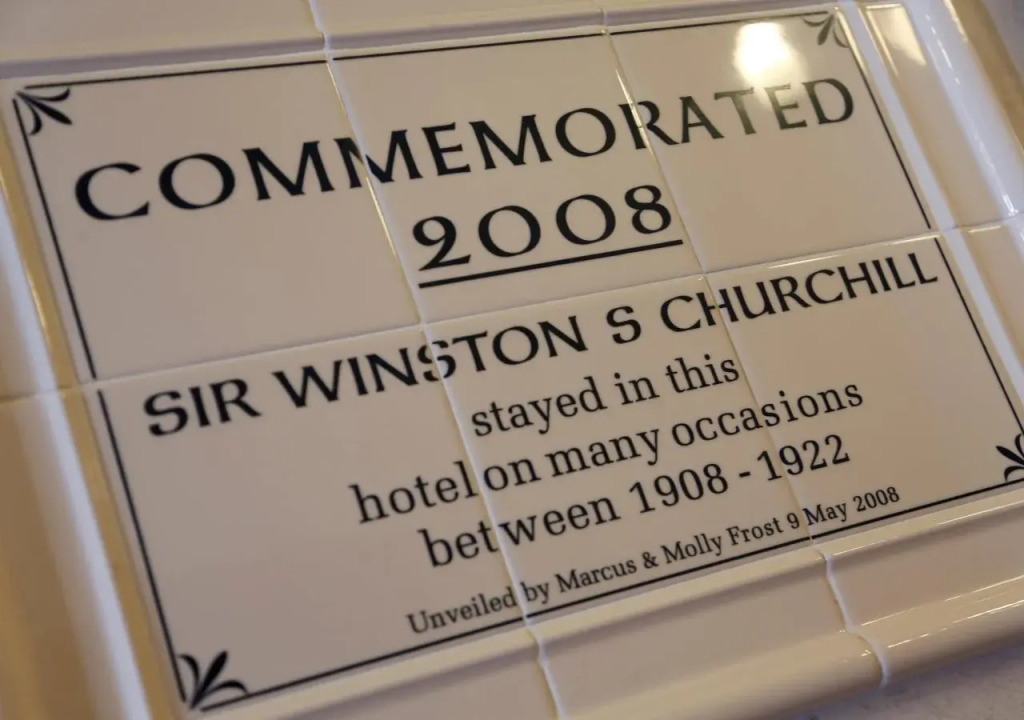 COMMEMORATED
2008
SIR WINSTON S CHURCHILL
stayed in this
hotel on many occasions
between 1908 - 1922
Unveiled by Marcus & Molly Frost 9 May 2008